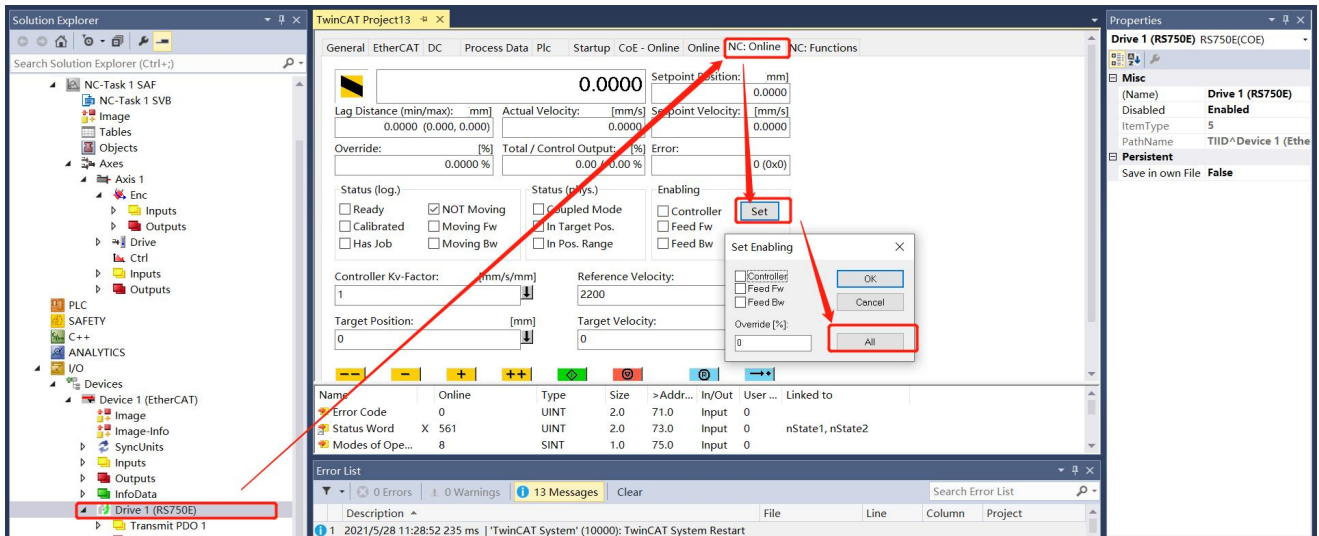 Solution Explorer
Search Solution Explorer (Ctrl+;)
NC-Task 1 SAF
NC-Task 1 SVB
Image
Tables
Objects
Axes
Axis 1
Enc
Inputs
Outputs
Drive
Ctrl
Inputs
Outputs
PLC
SAFETY
C++
ANALYTICS
I/O
Devices
Device 1 (EtherCAT)
Image
Image-Info
SyncUnits
Inputs
Outputs
InfoData
Drive 1 (RS750E)
Transmit PDO 1
TwinCAT Project13
General EtherCAT DC Process Data Plc Startup CoE - Online Online NC: Online NC: Functions
0.0000 Setpoint Position: mm]
0.0000
Lag Distance (min/max): mm] Actual Velocity: [mm/s] Setpoint Velocity: [mm/s]
0.0000 (0.000, 0.000) 0.0000 0.0000
Override: [%] Total / Control Output: [%] Error:
0.0000 % 0.00 / 0.00 % 0 (0x0)
Status (log.) Status (phys.) Enabling
Ready NOT Moving Coupled Mode Controller Set
Calibrated Moving Fw In Target Pos. Feed Fw
Has Job Moving Bw In Pos. Range Feed Bw
Controller Kv-Factor: [mm/s/mm] Reference Velocity:
1 2200
Target Position: [mm] Target Velocity:
0 0
-- - + ++
Set Enabling
Controller OK
Feed Fw
Feed Bw Cancel
Override [%]:
0 All
Name Online Type Size >Addr... In/Out User ... Linked to
Error Code 0 UINT 2.0 71.0 Input 0
Status Word X 561 UINT 2.0 73.0 Input 0 nState1, nState2
Modes of Ope... 8 SINT 1.0 75.0 Input 0
Error List
0 Errors 0 Warnings 13 Messages Clear Search Error List
Description File Line Column Project
1 2021/5/28 11:28:52 235 ms | 'TwinCAT System' (10000): TwinCAT System Restart
Properties
Drive 1 (RS750E) RS750E(COE)
Misc
(Name) Drive 1 (RS750E)
Disabled Enabled
ItemType 5
PathName TIID^Device 1 (Ethe
Persistent
Save in own File False